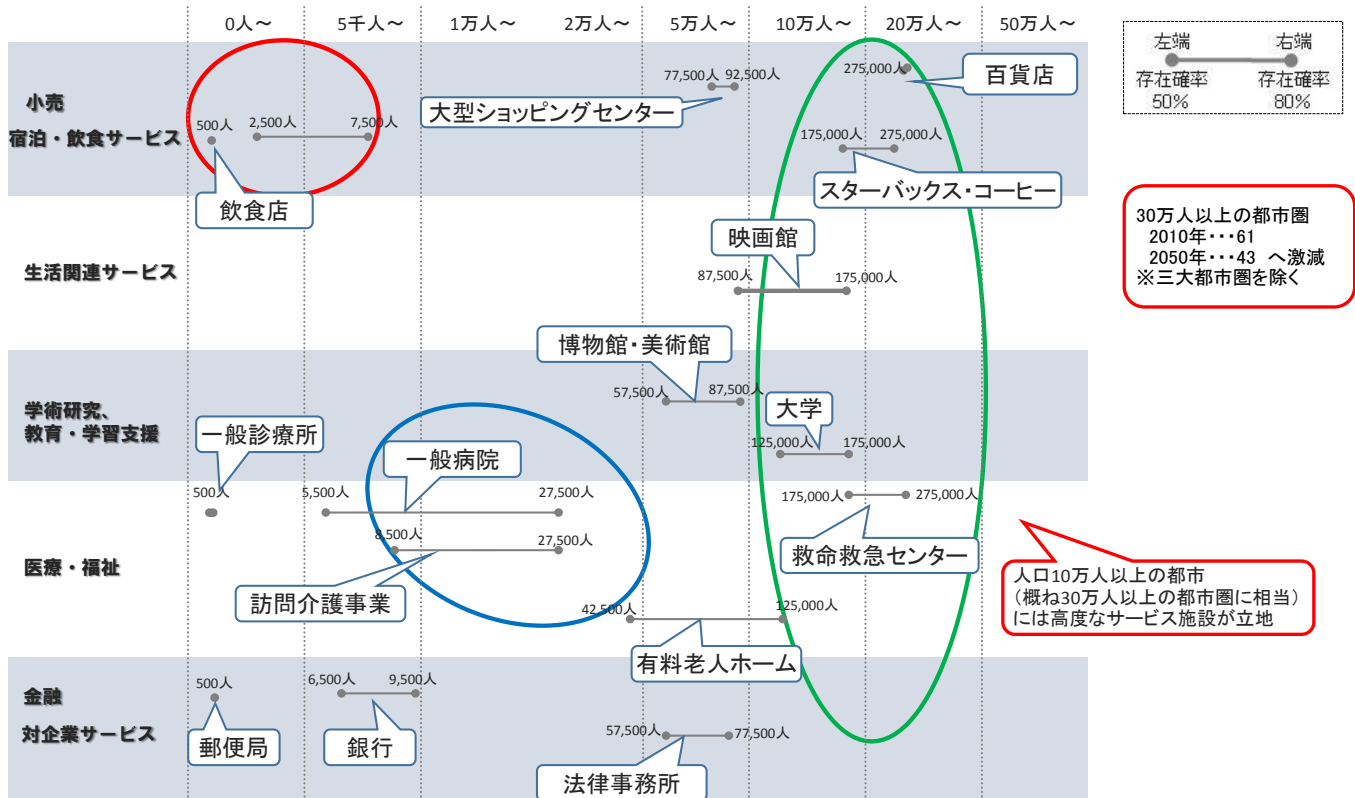 0人～
5千人～
1万人～
2万人～
5万人～
10万人～
20万人～
50万人～
左端
右端
存在確率
50%
存在確率
80%
小売
宿泊・飲食サービス
500人
2,500人
7,500人
飲食店
77,500人
92,500人
大型ショッピングセンター
275,000人
百貨店
175,000人
275,000人
スターバックス・コーヒー
30万人以上の都市圏
2010年・・・61
2050年・・・43 へ激減
※三大都市圏を除く
生活関連サービス
映画館
87,500人
175,000人
学術研究、
教育・学習支援
博物館・美術館
57,500人
87,500人
大学
125,000人
175,000人
医療・福祉
一般診療所
500人
一般病院
5,500人
27,500人
8,500人
27,500人
訪問介護事業
175,000人
275,000人
救命救急センター
42,500人
125,000人
有料老人ホーム
人口10万人以上の都市
（概ね30万人以上の都市圏に相当）
には高度なサービス施設が立地
金融
対企業サービス
500人
郵便局
6,500人
9,500人
銀行
57,500人
77,500人
法律事務所